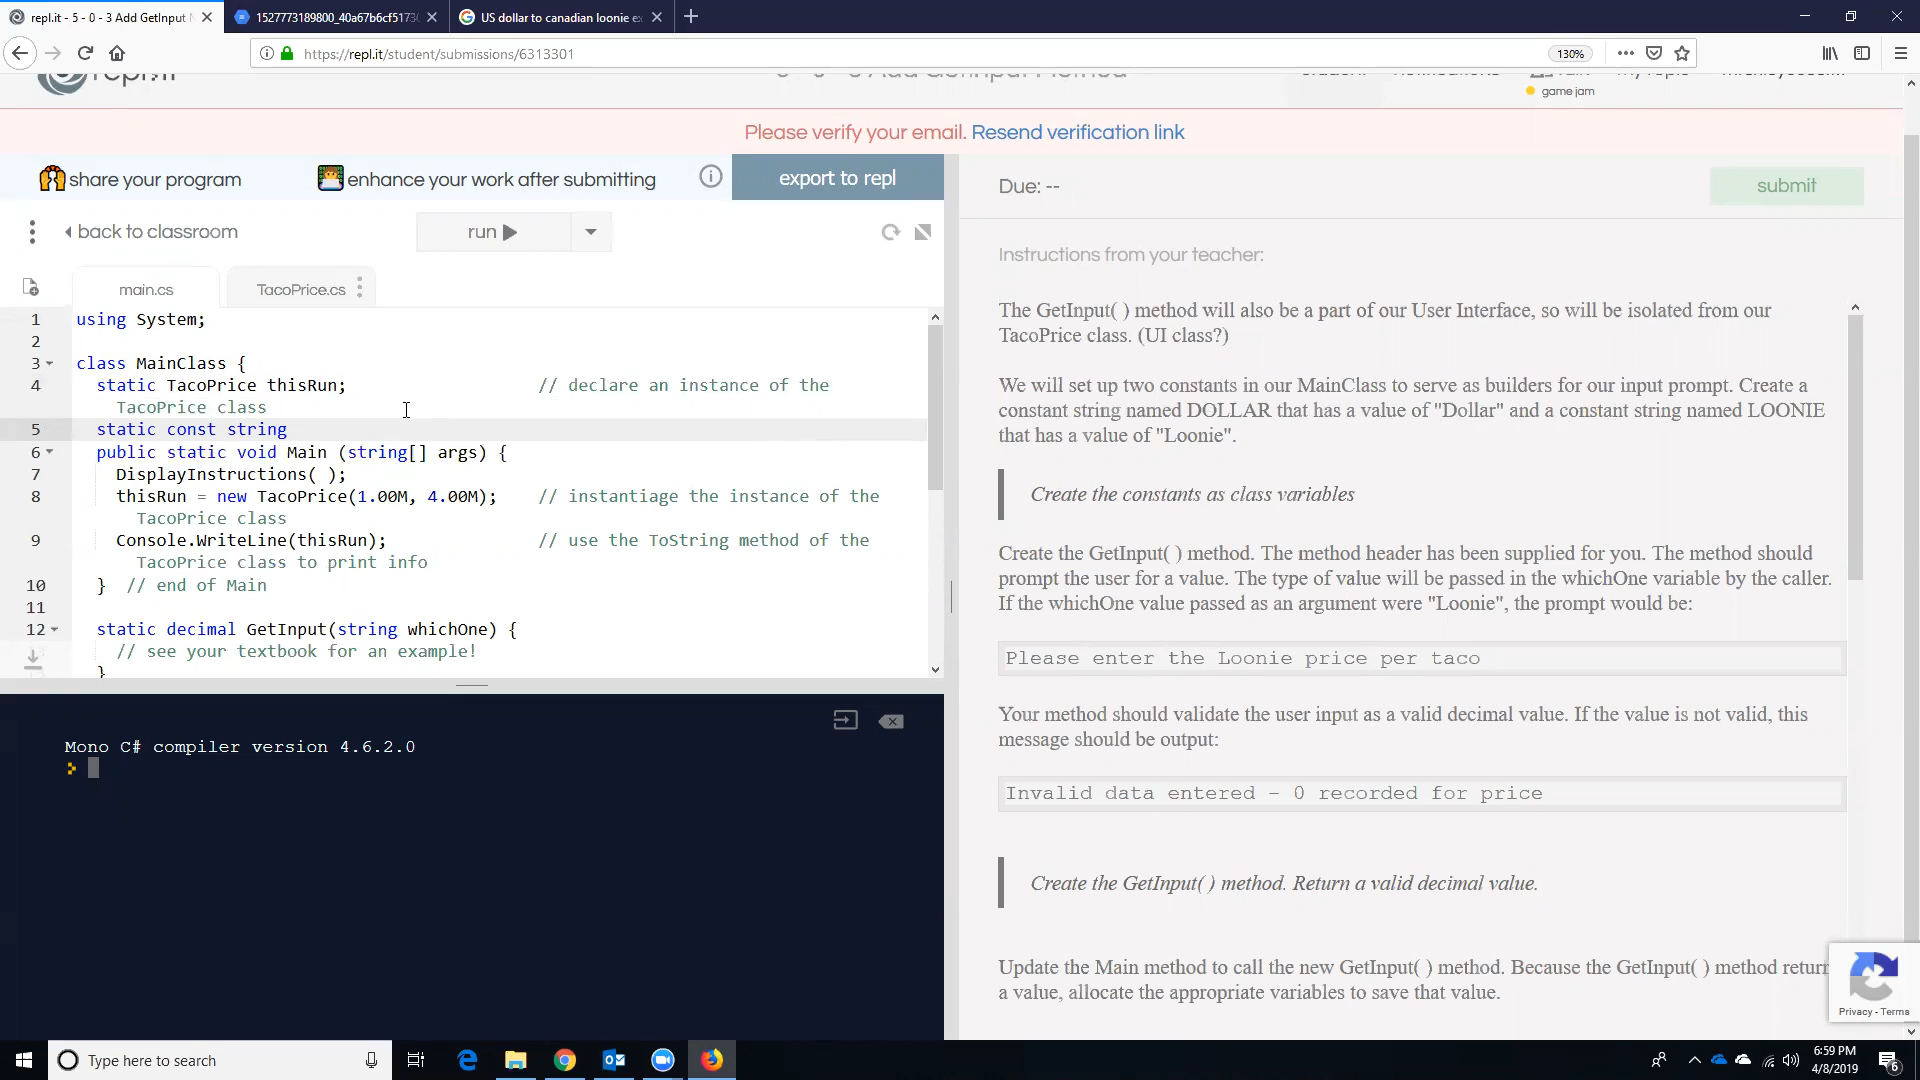 repl.it - 5 - 0 - 3 Add GetInput
1527773189800_40a67b6cf5173
US dollar to canadian loonie e
https://repl.it/student/submissions/6313301
130%
game jam
Please verify your email. Resend verification link
share your program
enhance your work after submitting
export to repl
Due: --
submit
back to classroom
run
Instructions from your teacher:
main.cs
TacoPrice.cs
1 using System;
2
3 class MainClass {
4 static TacoPrice thisRun; // declare an instance of the
TacoPrice class
5 static const string
6 public static void Main (string[] args) {
7 DisplayInstructions( );
8 thisRun = new TacoPrice(1.00M, 4.00M); // instantiage the instance of the
TacoPrice class
9 Console.WriteLine(thisRun); // use the ToString method of the
TacoPrice class to print info
10 } // end of Main
11
12 static decimal GetInput(string whichOne) {
// see your textbook for an example!
}
Mono C# compiler version 4.6.2.0
The GetInput( ) method will also be a part of our User Interface, so will be isolated from our
TacoPrice class. (UI class?)
We will set up two constants in our MainClass to serve as builders for our input prompt. Create a
constant string named DOLLAR that has a value of "Dollar" and a constant string named LOONIE
that has a value of "Loonie".
Create the constants as class variables
Create the GetInput( ) method. The method header has been supplied for you. The method should
prompt the user for a value. The type of value will be passed in the whichOne variable by the caller.
If the whichOne value passed as an argument were "Loonie", the prompt would be:
Please enter the Loonie price per taco
Your method should validate the user input as a valid decimal value. If the value is not valid, this
message should be output:
Invalid data entered - 0 recorded for price
Create the GetInput( ) method. Return a valid decimal value.
Update the Main method to call the new GetInput( ) method. Because the GetInput( ) method return
a value, allocate the appropriate variables to save that value.
Privacy - Terms
Type here to search
6:59 PM
4/8/2019
6